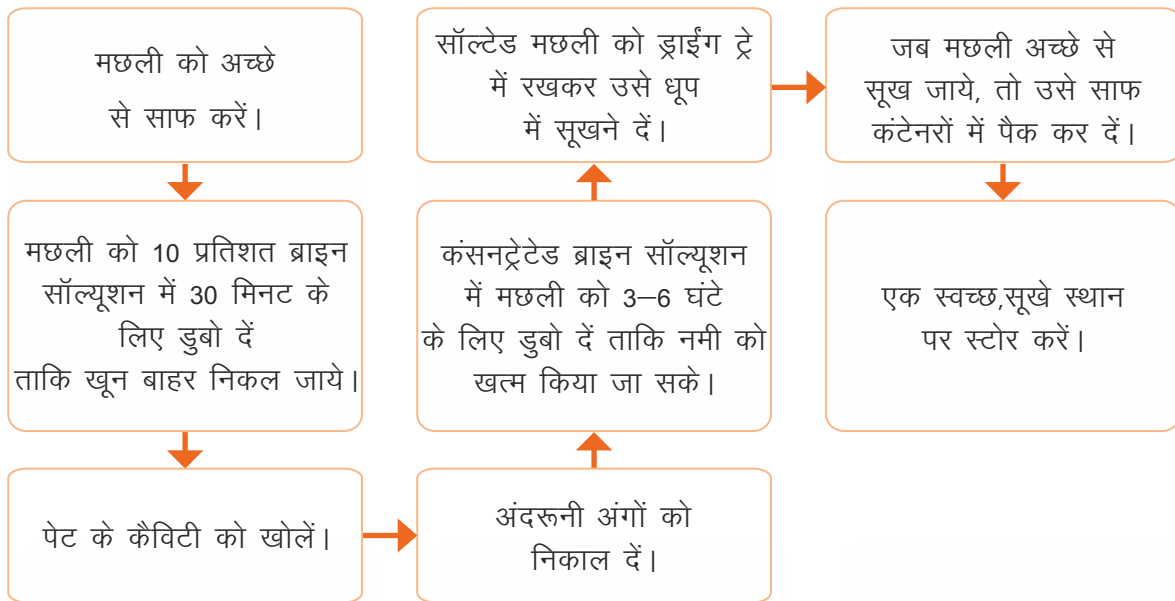 मछली को अच्छे
से साफ करें।
मछली को 10 प्रतिशत ब्राइन
सॉल्यूशन में 30 मिनट के
लिए डुबो दें
ताकि खून बाहर निकल जाये।
पेट के कैविटी को खोलें।
अंदरूनी अंगों को
निकाल दें।
कंसनट्रेटेड ब्राइन सॉल्यूशन
में मछली को 3–6 घंटे
के लिए डुबो दें ताकि नमी को
खत्म किया जा सके।
सॉल्टेड मछली को ड्राईंग ट्रे
में रखकर उसे धूप
में सूखने दें।
जब मछली अच्छे से
सूख जाये, तो उसे साफ
कंटेनरों में पैक कर दें।
एक स्वच्छ,सूखे स्थान
पर स्टोर करें।